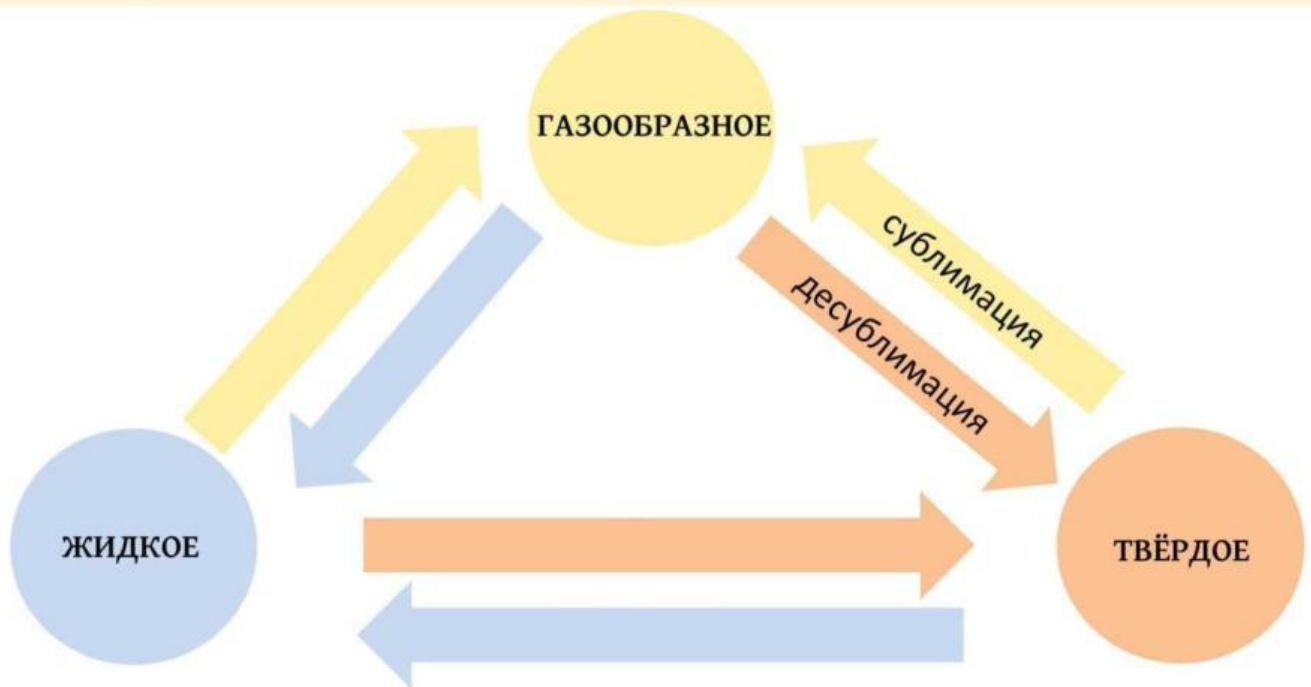 ГАЗООБРАЗНОЕ
сублимация
десублимация
ЖИДКОЕ
ТВЁРДОЕ